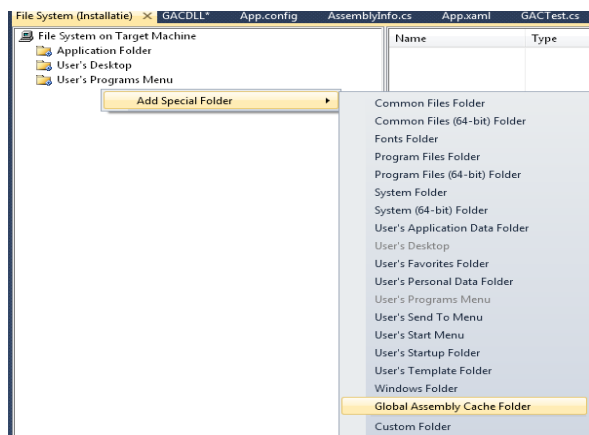 File System (Installatie) × GACDLL* App.config AssemblyInfo.cs App.xaml GACTest.cs
File System on Target Machine
Application Folder
User's Desktop
User's Programs Menu
Name Type
Add Special Folder
Common Files Folder
Common Files (64-bit) Folder
Fonts Folder
Program Files Folder
Program Files (64-bit) Folder
System Folder
System (64-bit) Folder
User's Application Data Folder
User's Desktop
User's Favorites Folder
User's Personal Data Folder
User's Programs Menu
User's Send To Menu
User's Start Menu
User's Startup Folder
User's Template Folder
Windows Folder
Global Assembly Cache Folder
Custom Folder